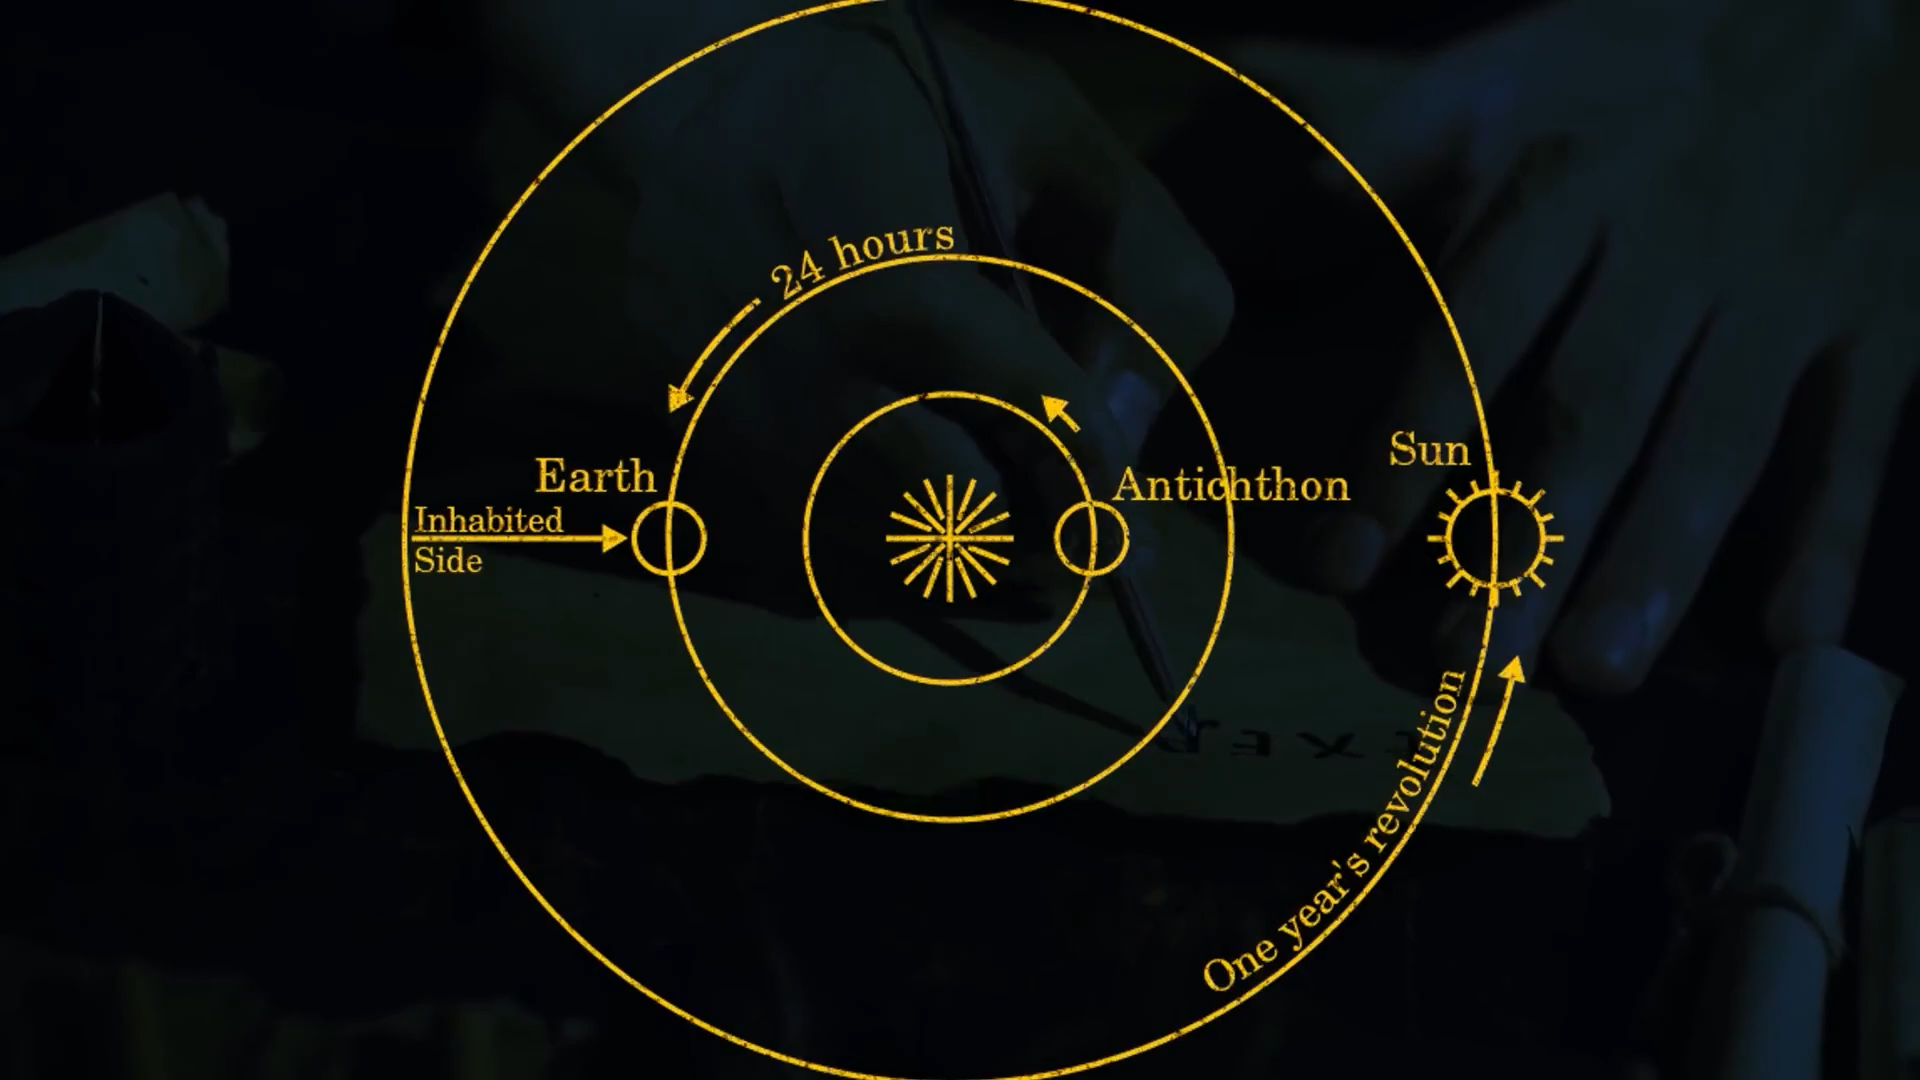 24 hours
Earth
Inhabited
Side
Antichthon
Sun
One year's revolution